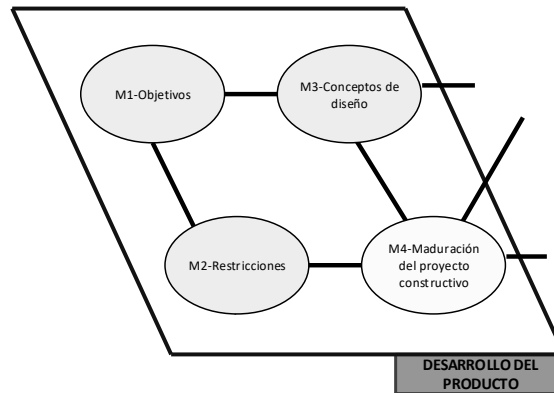 M1-Objetivos
M3-Conceptos de
diseño
M2-Restricciones
M4-Maduración
del proyecto
constructivo
DESARROLLO DEL
PRODUCTO